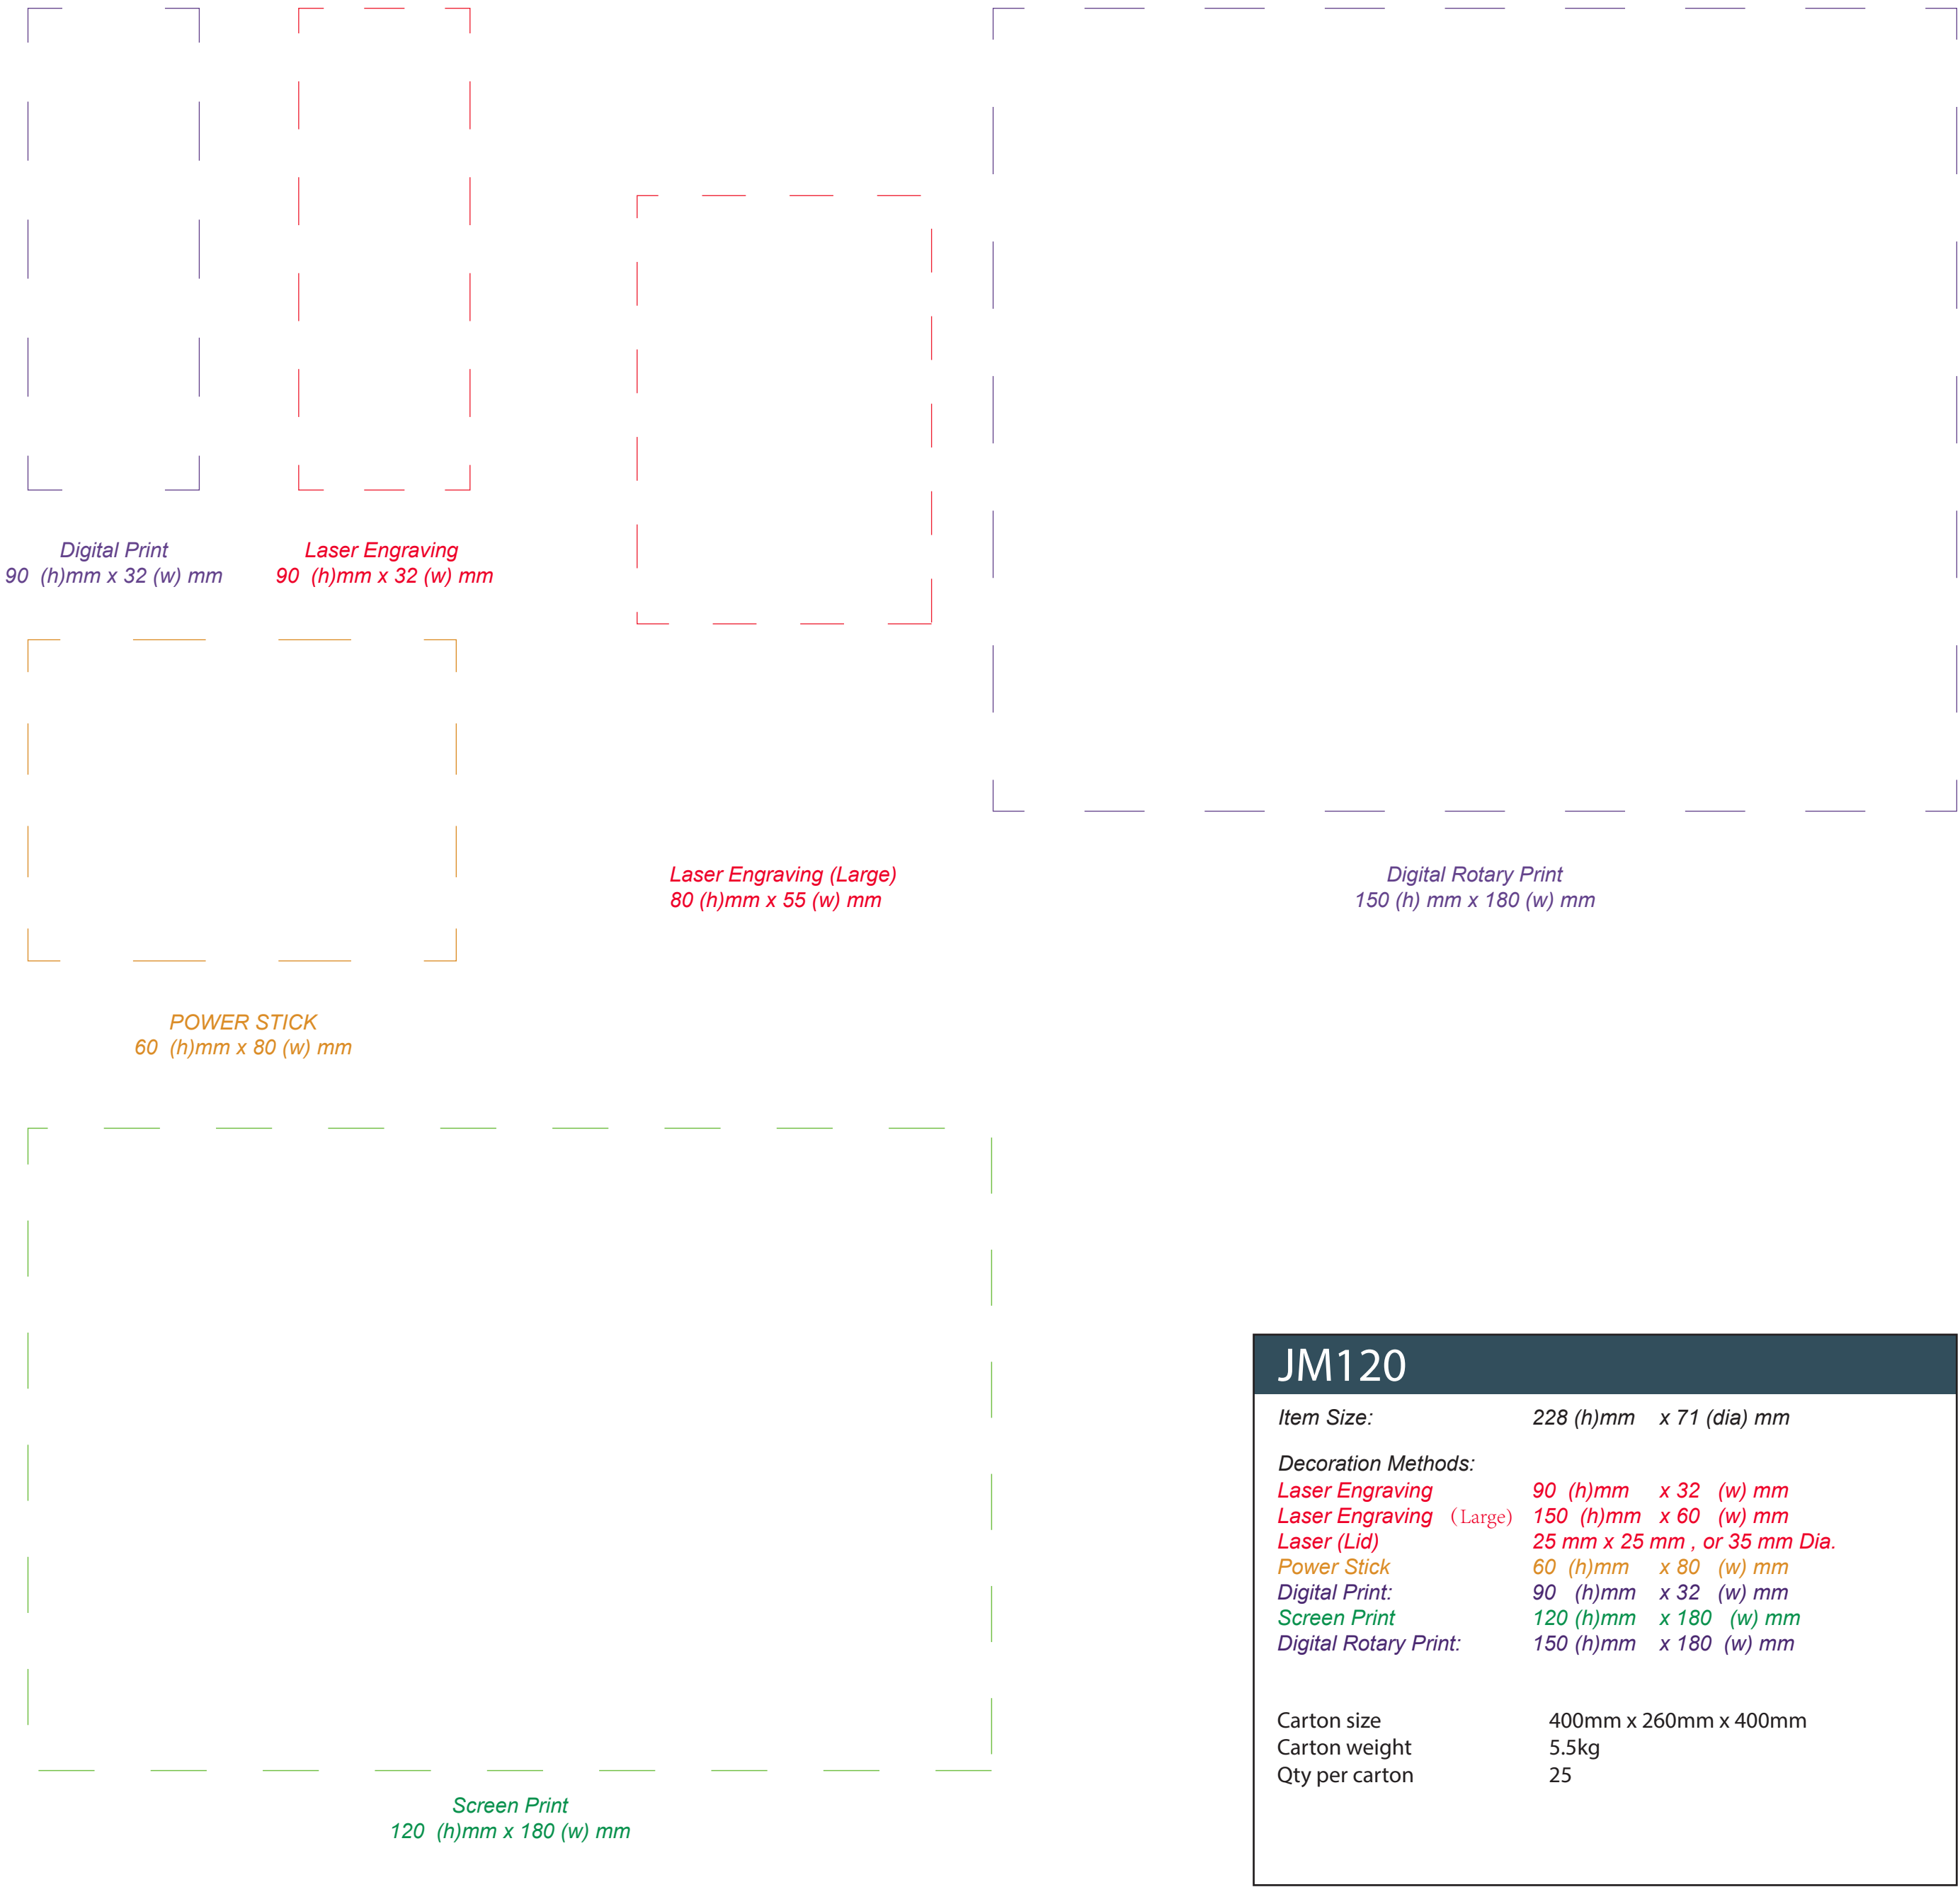 Digital Print
90 (h)mm x 32 (w) mm
Laser Engraving
90 (h)mm x 32 (w) mm
Laser Engraving (Large)
80 (h)mm x 55 (w) mm
Digital Rotary Print
150 (h) mm x 180 (w) mm
POWER STICK
60 (h)mm x 80 (w) mm
Screen Print
120 (h)mm x 180 (w) mm
JM120
Item Size: 228 (h)mm x 71 (dia) mm
Decoration Methods:
Laser Engraving 90 (h)mm x 32 (w) mm
Laser Engraving （Large） 150 (h)mm x 60 (w) mm
Laser (Lid) 25 mm x 25 mm , or 35 mm Dia.
Power Stick 60 (h)mm x 80 (w) mm
Digital Print: 90 (h)mm x 32 (w) mm
Screen Print 120 (h)mm x 180 (w) mm
Digital Rotary Print: 150 (h)mm x 180 (w) mm
Carton size 400mm x 260mm x 400mm
Carton weight 5.5kg
Qty per carton 25